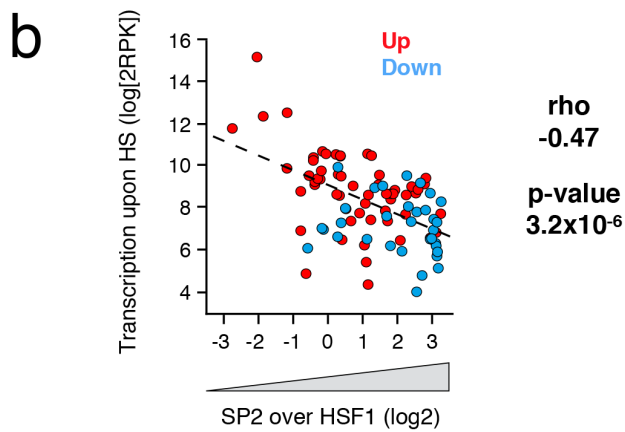 b
Transcription upon HS (log[2RPK])
16
14
12
10
8
6
4
Up
Down
rho
-0.47
p-value
3.2x10-6
-3 -2 -1 0 1 2 3
SP2 over HSF1 (log2)